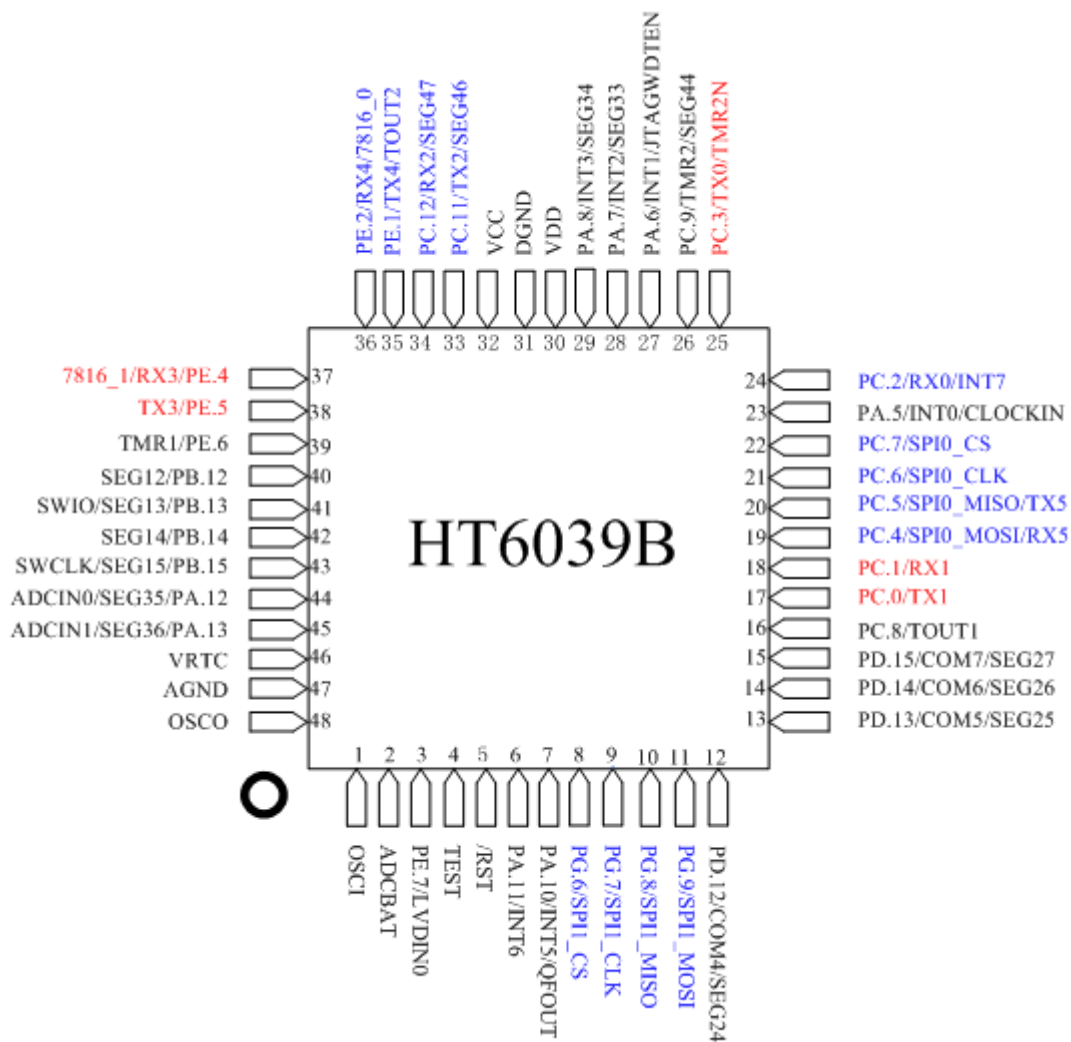 PE.2/RX4/7816_0
PE.1/TX4/TOUT2
PC.12/RX2/SEG47
PC.11/TX2/SEG46
VCC
DGND
VDD
PA.8/INT3/SEG34
PA.7/INT2/SEG33
PA.6/INT1/JTAGWDTEN
PC.9/TMR2/SEG44
PC.3/TX0/TMR2N
36 35 34 33 32 31 30 29 28 27 26 25
7816_1/RX3/PE.4 37
TX3/PE.5 38
TMR1/PE.6 39
SEG12/PB.12 40
SWIO/SEG13/PB.13 41
SEG14/PB.14 42
SWCLK/SEG15/PB.15 43
ADCIN0/SEG35/PA.12 44
ADCIN1/SEG36/PA.13 45
VRTC 46
AGND 47
OSCO 48
HT6039B
24 PC.2/RX0/INT7
23 PA.5/INT0/CLOCKIN
22 PC.7/SPI0_CS
21 PC.6/SPI0_CLK
20 PC.5/SPI0_MISO/TX5
19 PC.4/SPI0_MOSI/RX5
18 PC.1/RX1
17 PC.0/TX1
16 PC.8/TOUT1
15 PD.15/COM7/SEG27
14 PD.14/COM6/SEG26
13 PD.13/COM5/SEG25
1 2 3 4 5 6 7 8 9 10 11 12
OSCI
ADCBAT
PE.7/LVDIN0
TEST
/RST
PA.11/INT6
PA.10/INT5/QFOUT
PG.6/SPI1_CS
PG.7/SPI1_CLK
PG.8/SPI1_MISO
PG.9/SPI1_MOSI
PD.12/COM4/SEG24